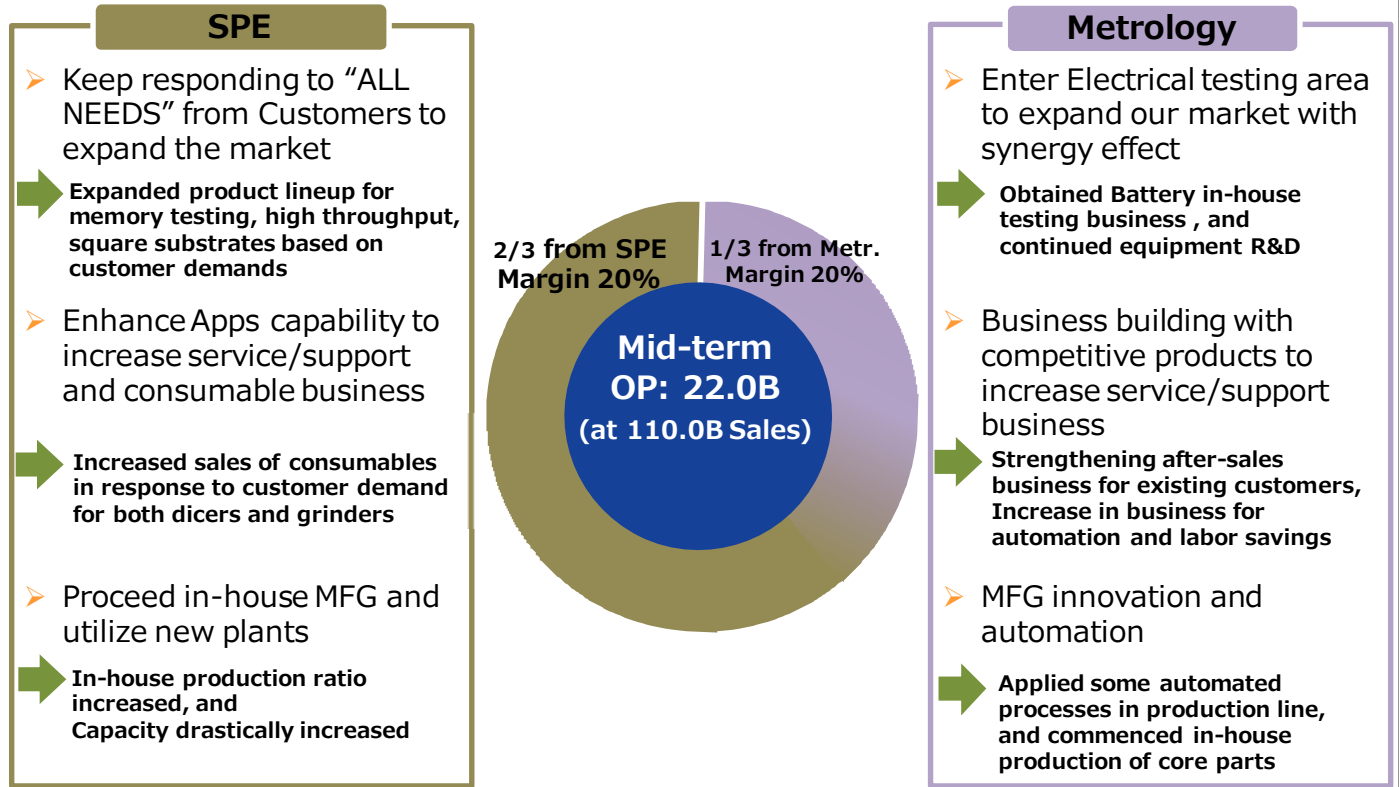 SPE
Keep responding to “ALL
NEEDS” from Customers to
expand the market
Expanded product lineup for
memory testing, high throughput,
square substrates based on
customer demands
Enhance Apps capability to
increase service/support
and consumable business
Increased sales of consumables
in response to customer demand
for both dicers and grinders
Proceed in-house MFG and
utilize new plants
In-house production ratio
increased, and
Capacity drastically increased
2/3 from SPE
Margin 20%
1/3 from Metr.
Margin 20%
Mid-term
OP: 22.0B
(at 110.0B Sales)
Metrology
Enter Electrical testing area
to expand our market with
synergy effect
Obtained Battery in-house
testing business , and
continued equipment R&D
Business building with
competitive products to
increase service/support
business
Strengthening after-sales
business for existing customers,
Increase in business for
automation and labor savings
MFG innovation and
automation
Applied some automated
processes in production line,
and commenced in-house
production of core parts